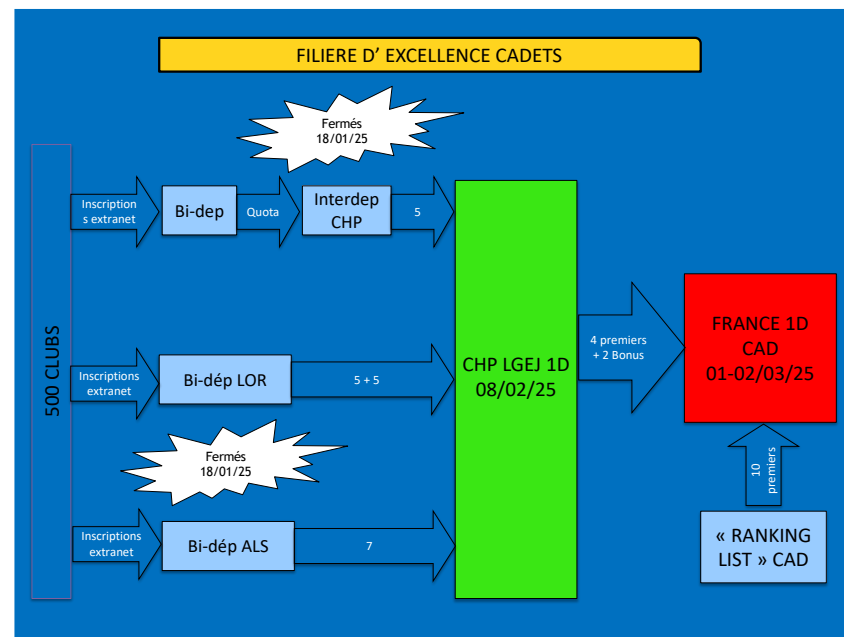 FILIERE D’ EXCELLENCE CADETS
Fermés
18/01/25
500 CLUBS
Inscription
s extranet
Bi-dep
Quota
Interdep
CHP
5
Inscriptions
extranet
Bi-dép LOR
5 + 5
CHP LGEJ 1D
08/02/25
4 premiers
+ 2 Bonus
FRANCE 1D
CAD
01-02/03/25
Fermés
18/01/25
Inscriptions
extranet
Bi-dép ALS
7
10
premiers
« RANKING
LIST » CAD